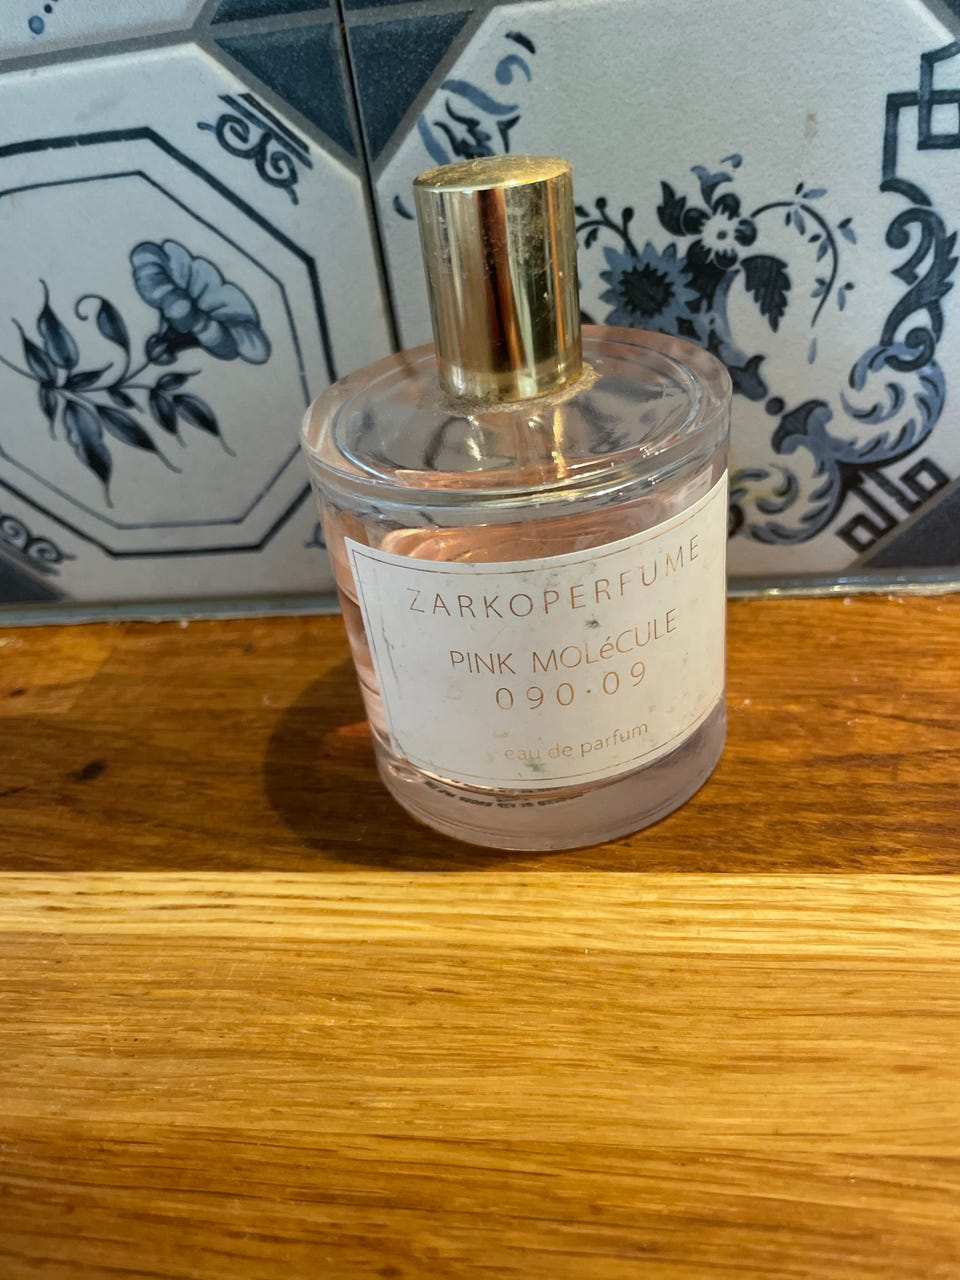 ZARKOPERFUME
PINK MOLéCULE
090·09
eau de parfum